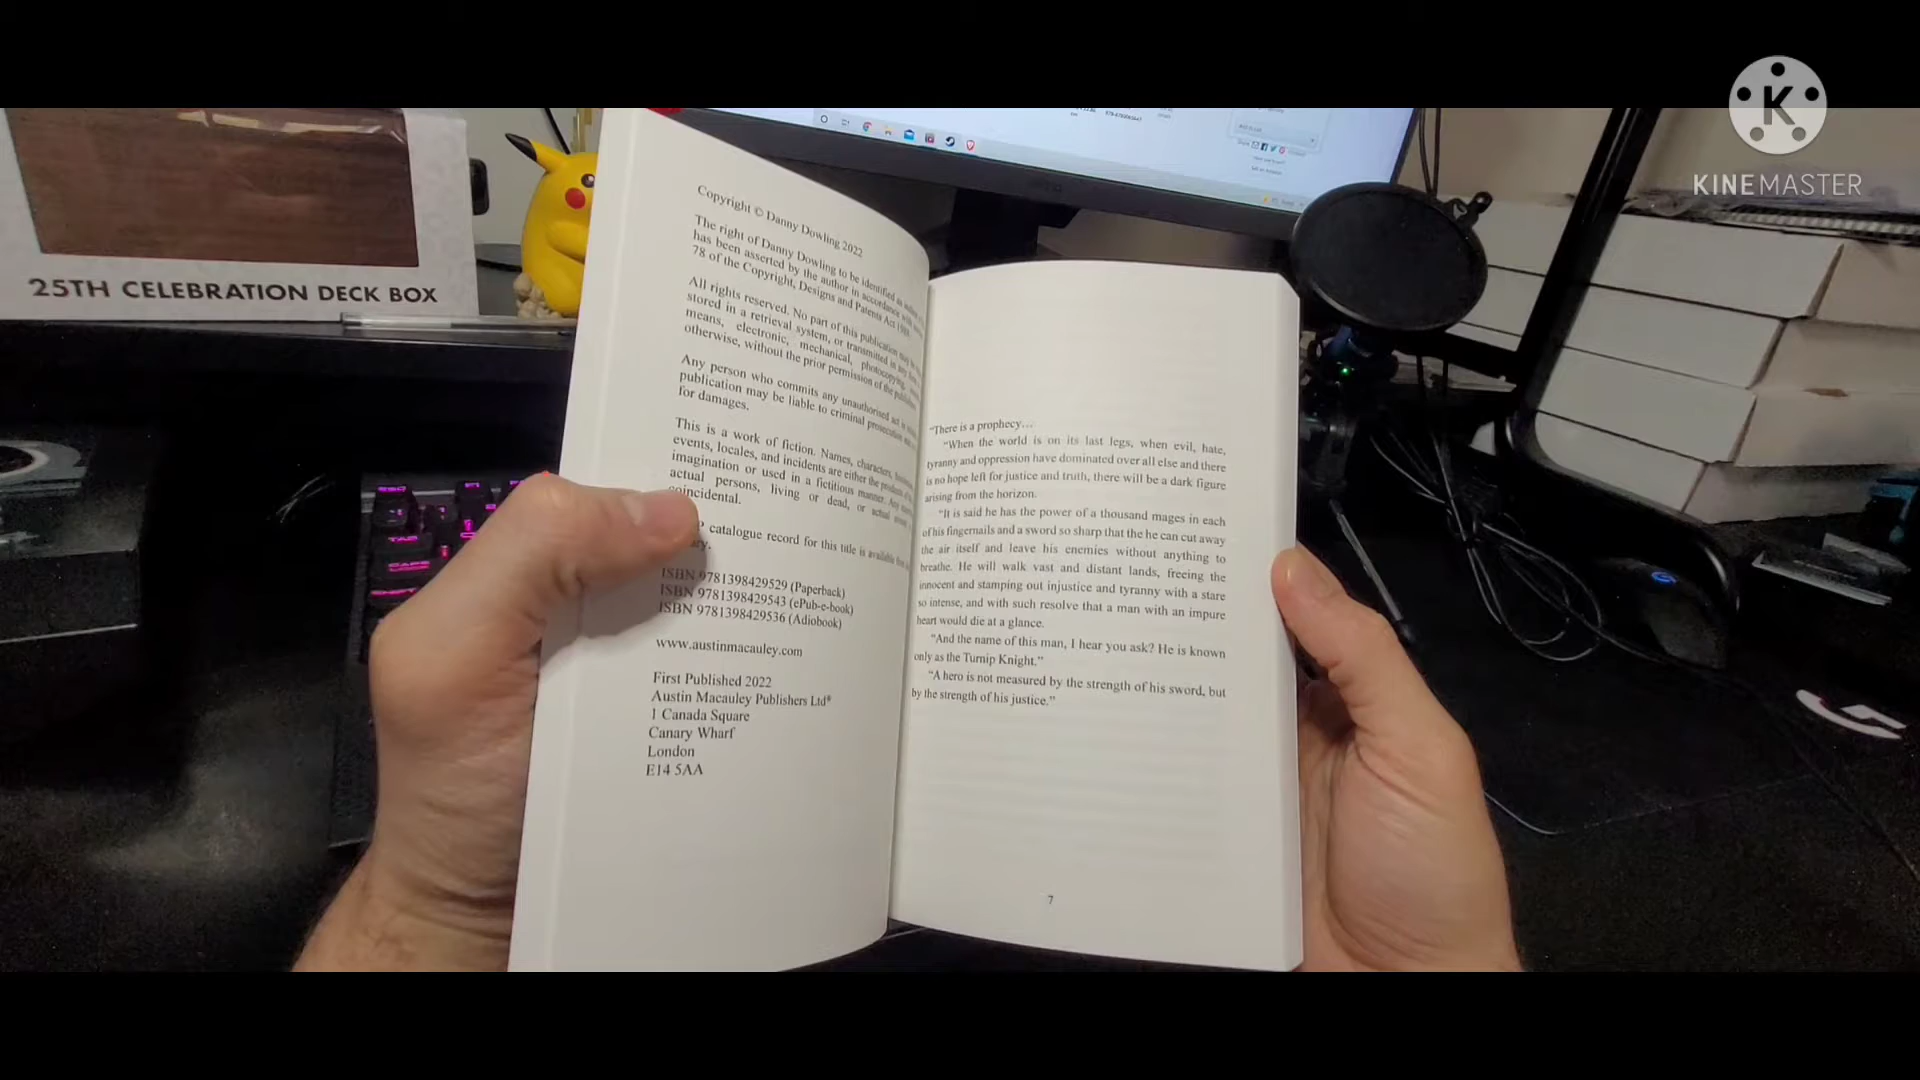 KINEMASTER
25TH CELEBRATION DECK BOX
Copyright © Danny Dowling 2022
The right of Danny Dowling to be identified as
has been asserted by the author in accordance with
78 of the Copyright, Designs and Patents Act 1988.
All rights reserved. No part of this publication may be
stored in a retrieval system, or transmitted in any
means, electronic, mechanical, photocopying,
otherwise, without the prior permission of the
Any person who commits any unauthorised act in
publication may be liable to criminal prosecution
for damages.
This is a work of fiction. Names, characters,
events, locales, and incidents are either the products of
imagination or used in a fictitious manner. Any
actual persons, living or dead, or actual
coincidental.
catalogue record for this title is available
ISBN 9781398429529 (Paperback)
ISBN 9781398429543 (ePub-e-book)
ISBN 9781398429536 (Adiobook)
www.austinmacauley.com
First Published 2022
Austin Macauley Publishers Ltd®
1 Canada Square
Canary Wharf
London
E14 5AA
“There is a prophecy…
“When the world is on its last legs, when evil, hate,
tyranny and oppression have dominated over all else and there
is no hope left for justice and truth, there will be a dark figure
arising from the horizon.
“It is said he has the power of a thousand mages in each
of his fingernails and a sword so sharp that the he can cut away
the air itself and leave his enemies without anything to
breathe. He will walk vast and distant lands, freeing the
innocent and stamping out injustice and tyranny with a stare
so intense, and with such resolve that a man with an impure
heart would die at a glance.
“And the name of this man, I hear you ask? He is known
only as the Turnip Knight.”
“A hero is not measured by the strength of his sword, but
by the strength of his justice.”
7